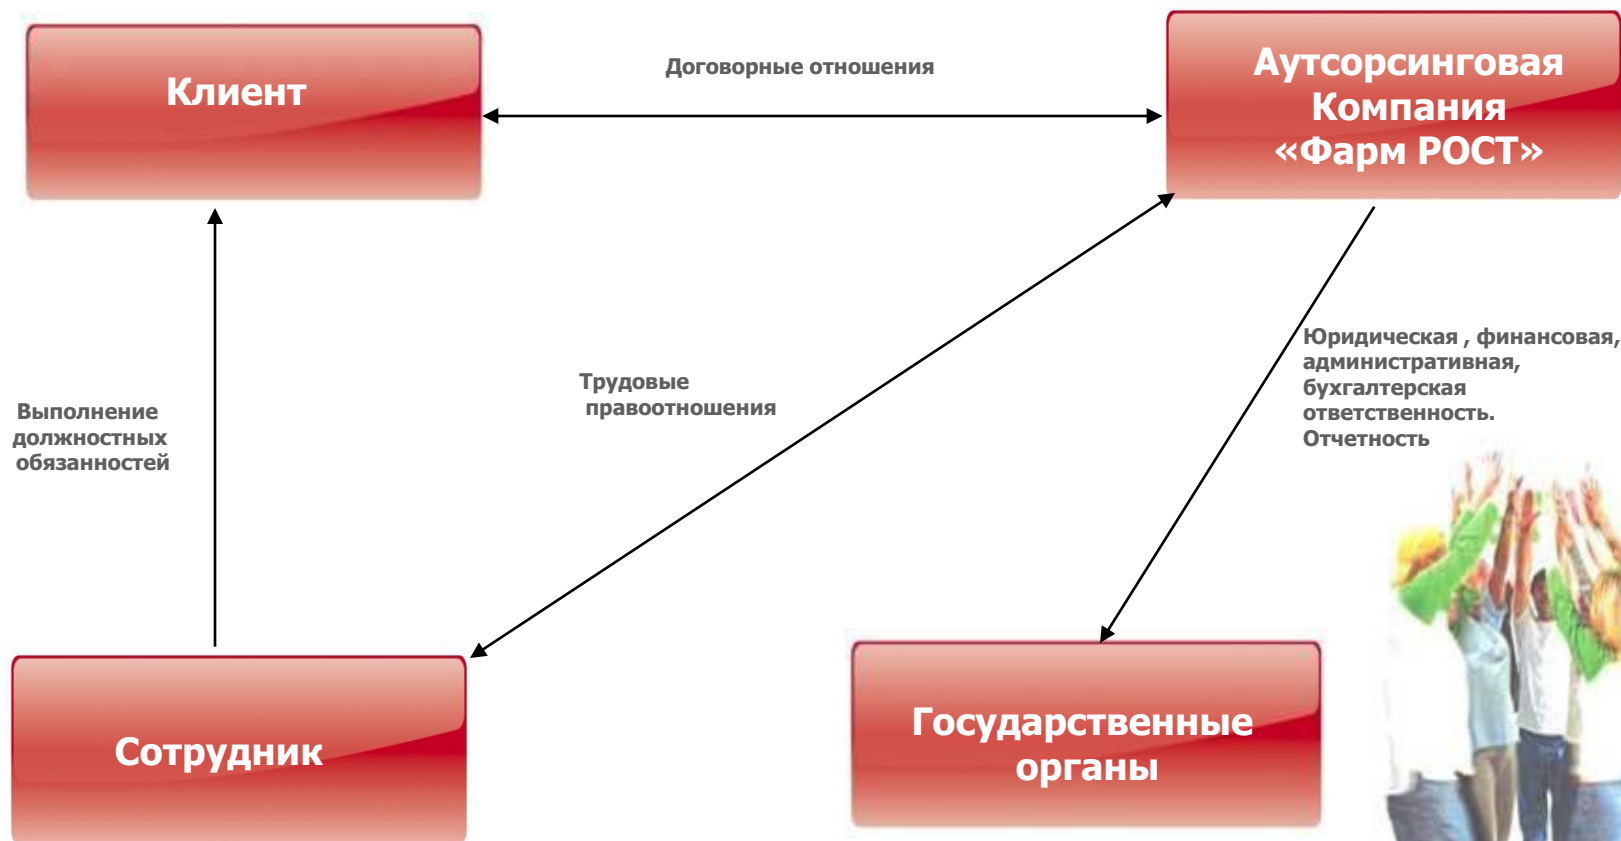 Клиент
Договорные отношения
Аутсорсинговая
Компания
«Фарм РОСТ»
Выполнение
должностных
обязанностей
Трудовые
правоотношения
Юридическая , финансовая,
административная,
бухгалтерская
ответственность.
Отчетность
Сотрудник
Государственные
органы